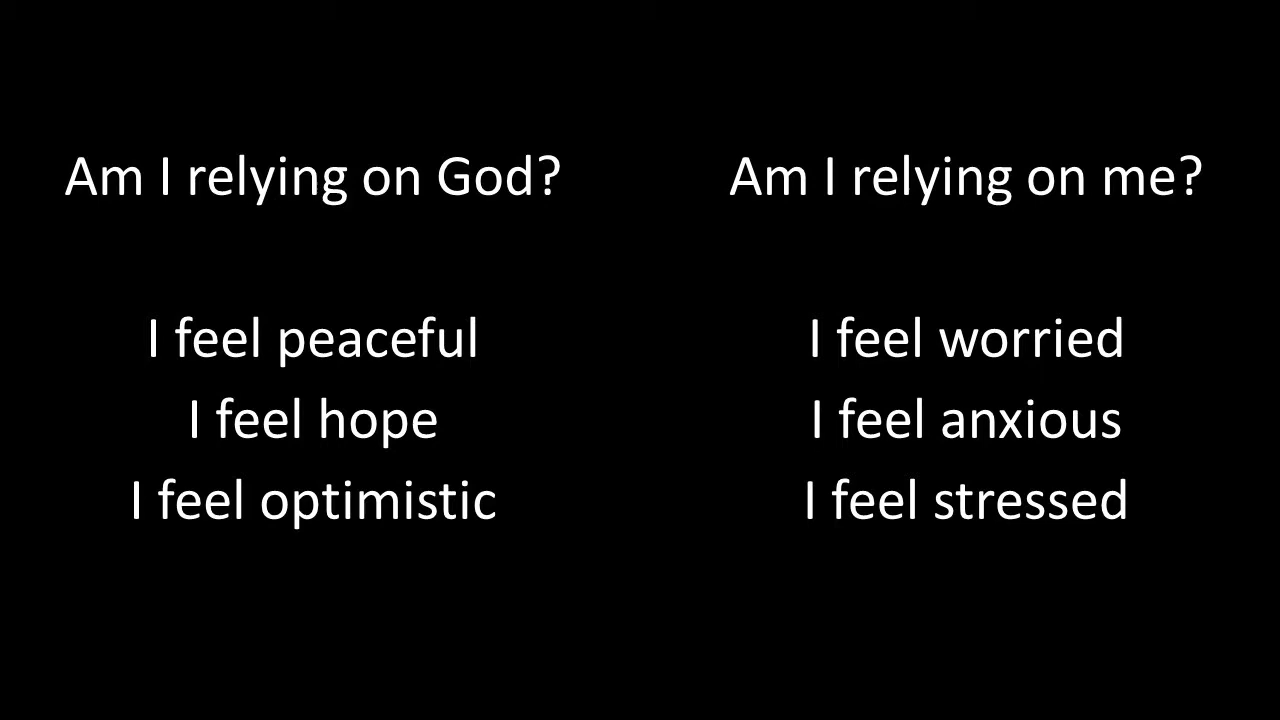 Am I relying on God?
I feel peaceful
I feel hope
I feel optimistic
Am I relying on me?
I feel worried
I feel anxious
I feel stressed